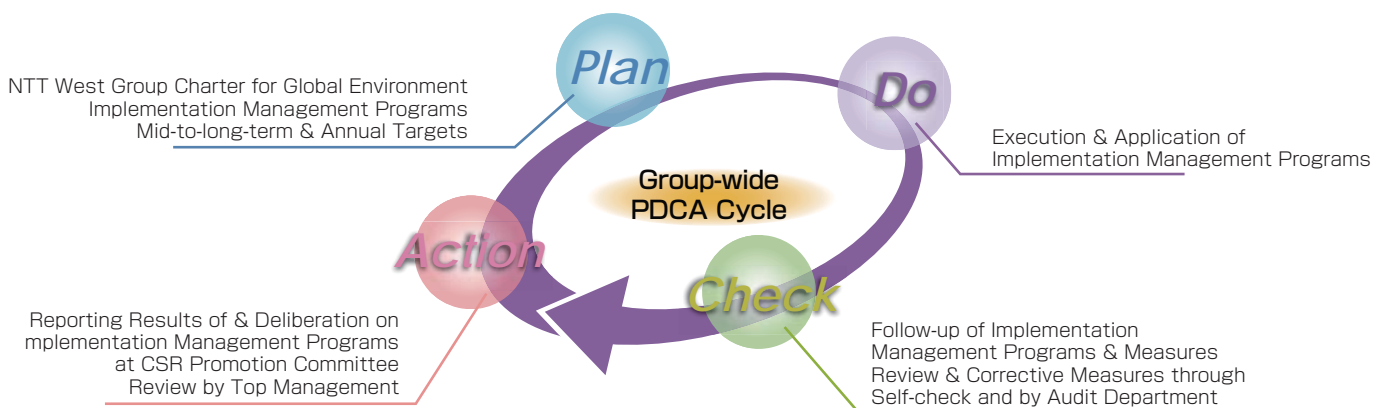 Plan
NTT West Group Charter for Global Environment
Implementation Management Programs
Mid-to-long-term & Annual Targets
Do
Execution & Application of
Implementation Management Programs
Group-wide
PDCA Cycle
Action
Reporting Results of & Deliberation on
mplementation Management Programs
at CSR Promotion Committee
Review by Top Management
Check
Follow-up of Implementation
Management Programs & Measures
Review & Corrective Measures through
Self-check and by Audit Department